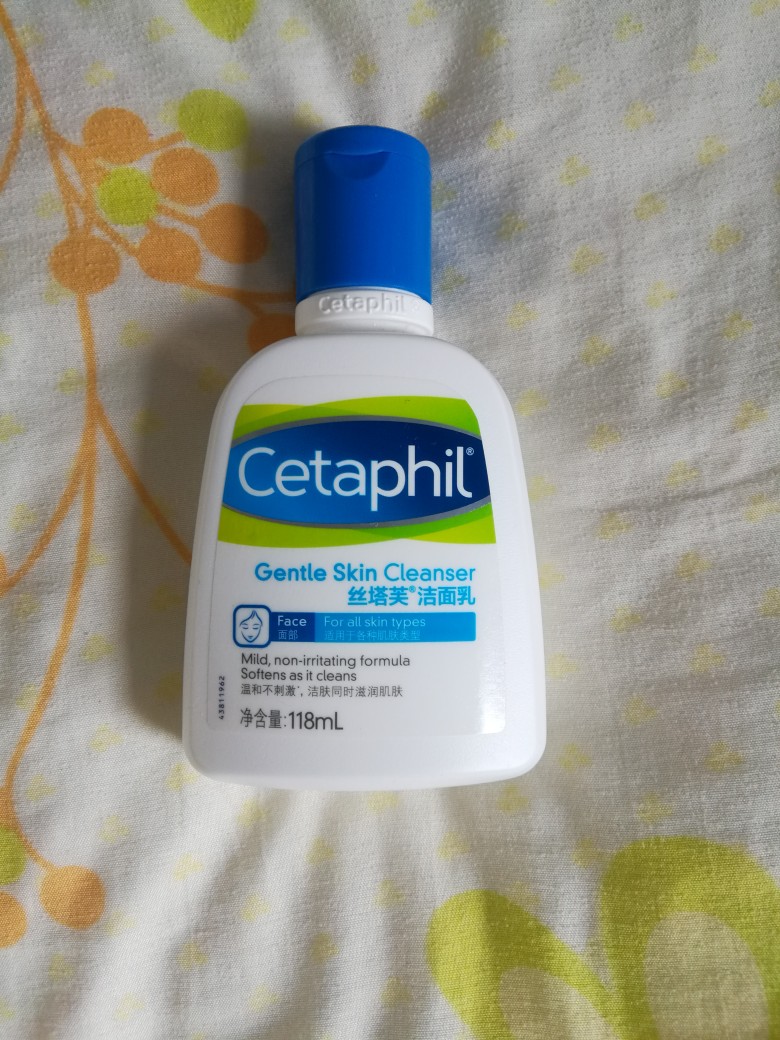 Cetaphil
Cetaphil®
Gentle Skin Cleanser
丝塔芙®洁面乳
Face
面部
For all skin types
适用于各种肌肤类型
Mild, non-irritating formula
Softens as it cleans
温和不刺激*，洁肤同时滋润肌肤
净含量:118mL
43811962